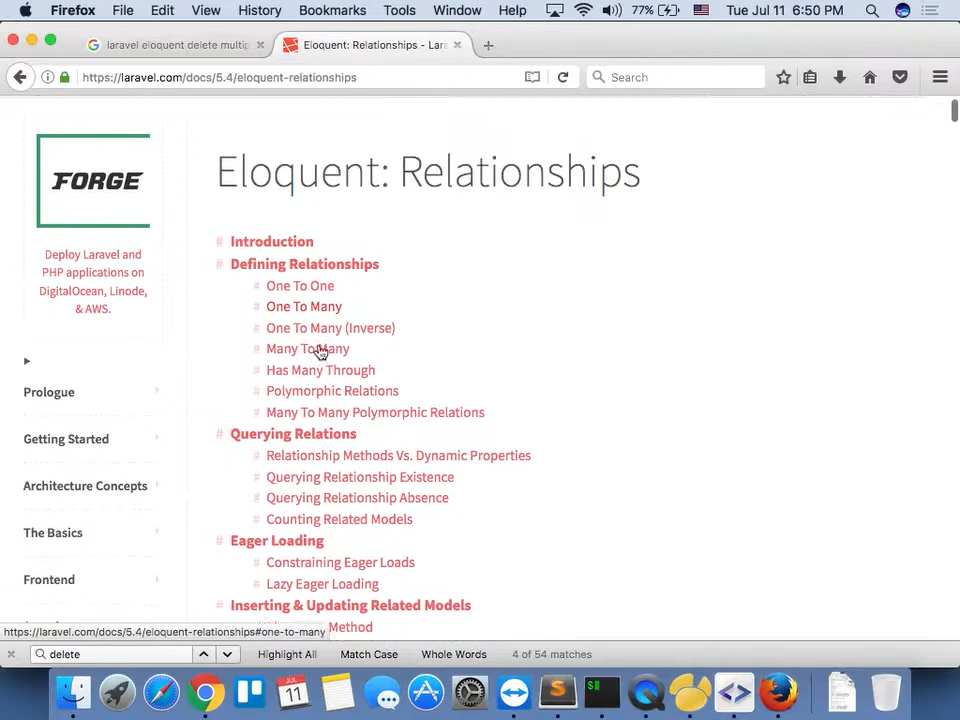 Firefox File Edit View History Bookmarks Tools Window Help 77% Tue Jul 11 6:50 PM
laravel eloquent delete multip
Eloquent: Relationships - Lara
https://laravel.com/docs/5.4/eloquent-relationships
Search
FORGE
Deploy Laravel and
PHP applications on
DigitalOcean, Linode,
& AWS.
Prologue
Getting Started
Architecture Concepts
The Basics
Frontend
Eloquent: Relationships
# Introduction
# Defining Relationships
# One To One
# One To Many
# One To Many (Inverse)
# Many To Many
# Has Many Through
# Polymorphic Relations
# Many To Many Polymorphic Relations
# Querying Relations
# Relationship Methods Vs. Dynamic Properties
# Querying Relationship Existence
# Querying Relationship Absence
# Counting Related Models
# Eager Loading
# Constraining Eager Loads
# Lazy Eager Loading
# Inserting & Updating Related Models
Method
https://laravel.com/docs/5.4/eloquent-relationships#one-to-many
delete Highlight All Match Case Whole Words 4 of 54 matches
JUL
11